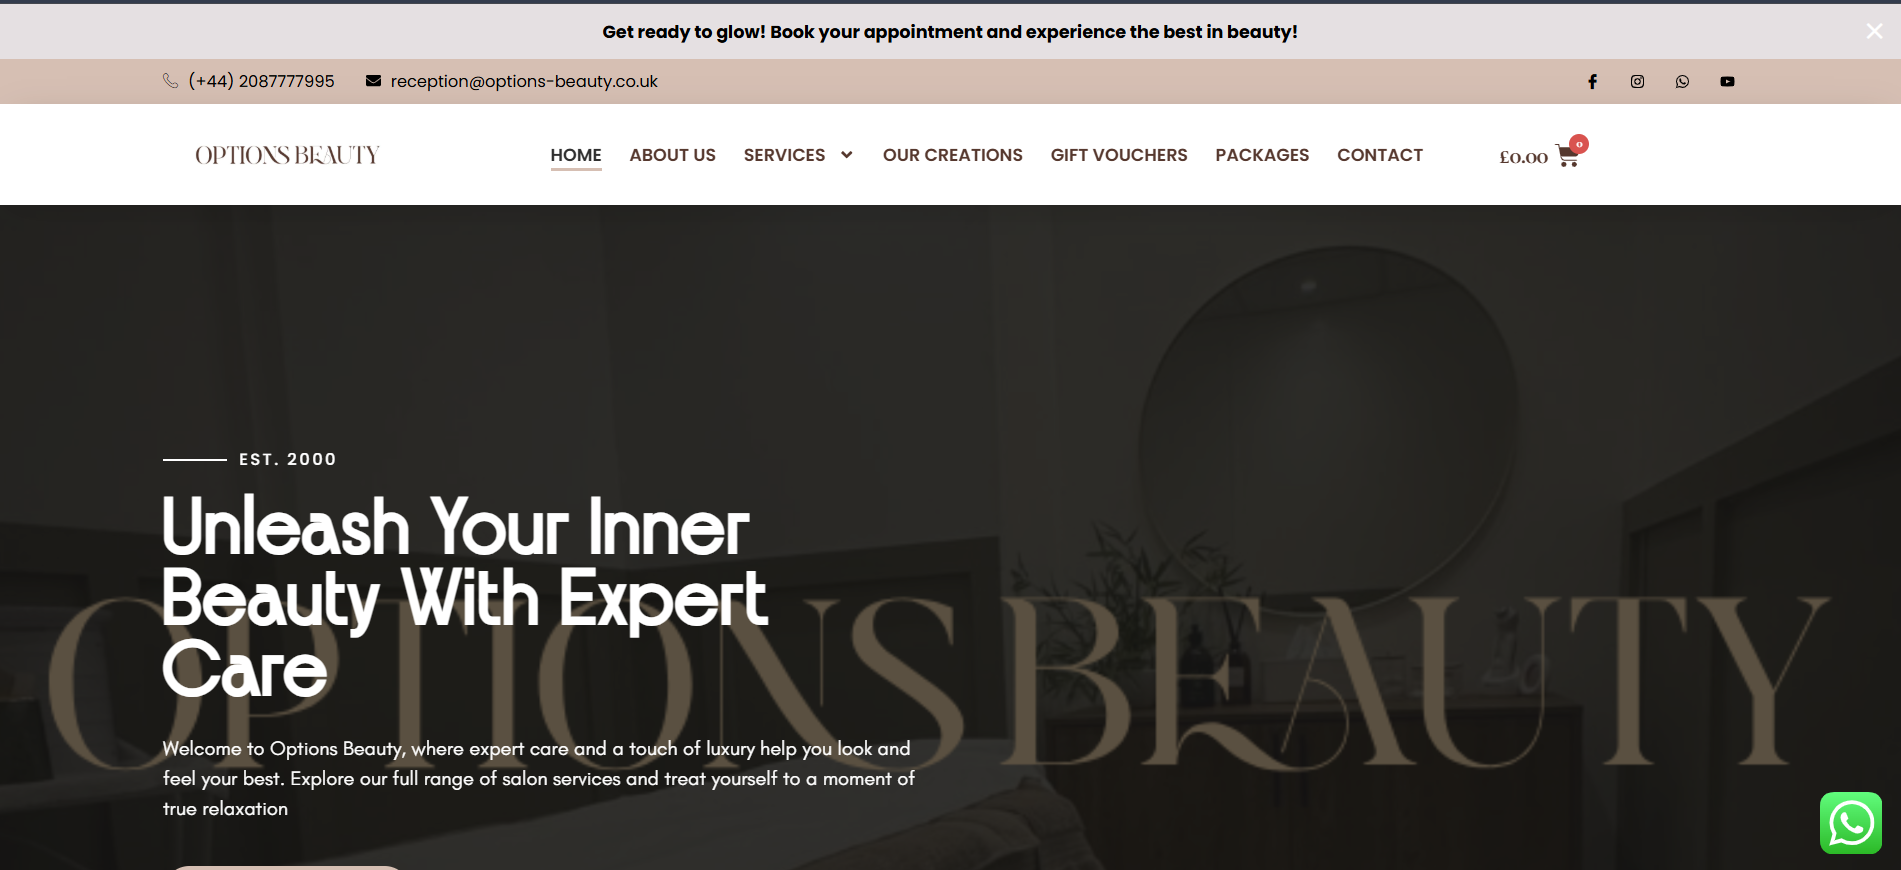 Get ready to glow! Book your appointment and experience the best in beauty!
(+44) 2087777995 reception@options-beauty.co.uk
OPTIONS BEAUTY
HOME ABOUT US SERVICES OUR CREATIONS GIFT VOUCHERS PACKAGES CONTACT
£0.00 0
EST. 2000
Unleash Your Inner
Beauty With Expert
Care
OPTIONS BEAUTY
Welcome to Options Beauty, where expert care and a touch of luxury help you look and
feel your best. Explore our full range of salon services and treat yourself to a moment of
true relaxation